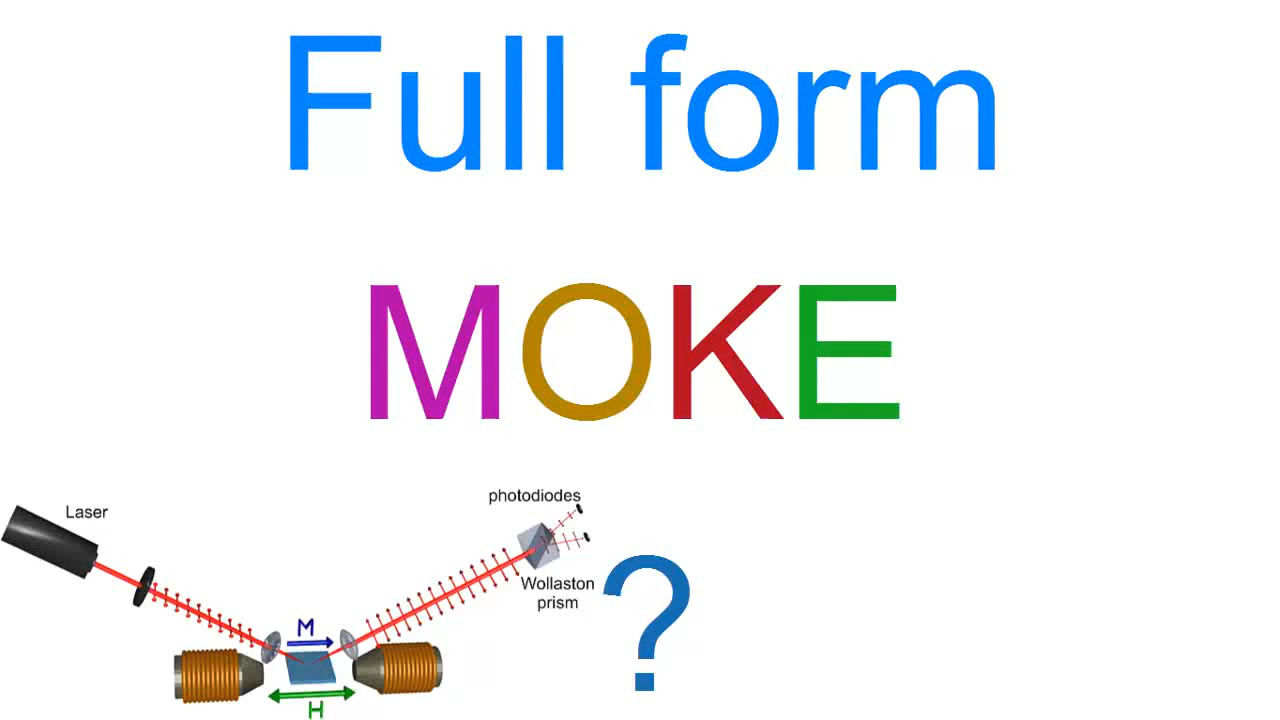 Full form
MOKE
Laser
photodiodes
Wollaston
prism
M
H
?